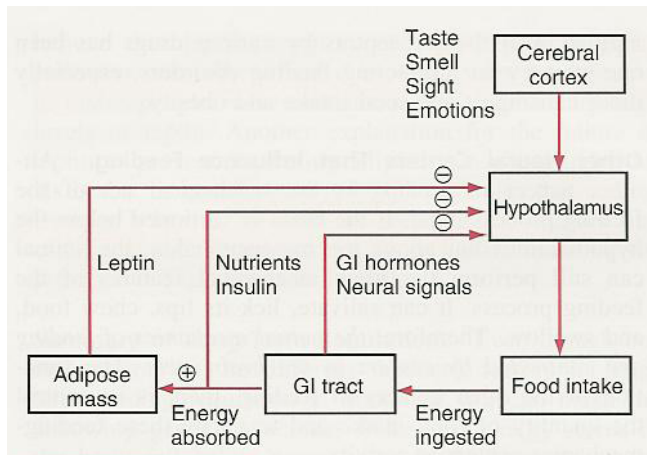 Taste
Smell
Sight
Emotions
Cerebral
cortex
⊖
⊖
⊖
Hypothalamus
Leptin
Nutrients
Insulin
GI hormones
Neural signals
Adipose
mass
⊕
GI tract
Food intake
Energy
absorbed
Energy
ingested